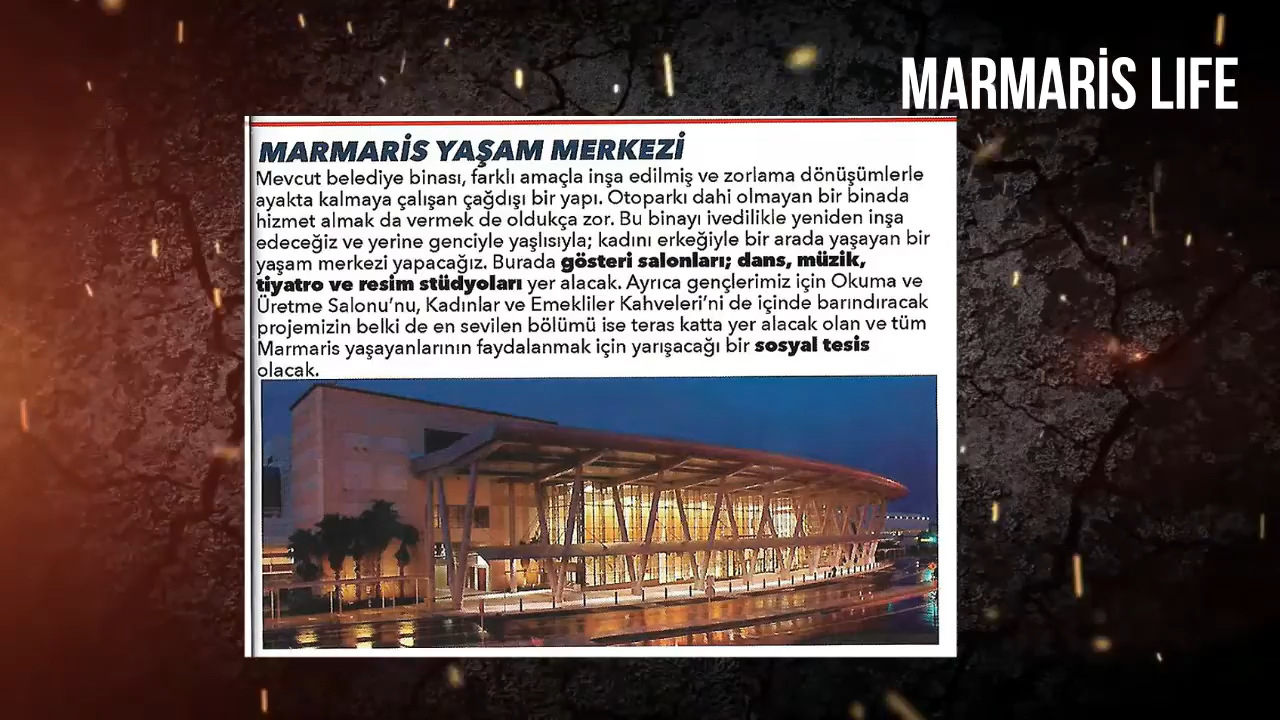 MARMARİS LIFE
MARMARİS YAŞAM MERKEZİ
Mevcut belediye binası, farklı amaçla inşa edilmiş ve zorlama dönüşümlerle
ayakta kalmaya çalışan çağdışı bir yapı. Otoparkı dahi olmayan bir binada
hizmet almak da vermek de oldukça zor. Bu binayı ivedilikle yeniden inşa
edeceğiz ve yerine genciyle yaşlısıyla; kadını erkeğiyle bir arada yaşayan bir
yaşam merkezi yapacağız. Burada gösteri salonları; dans, müzik,
tiyatro ve resim stüdyoları yer alacak. Ayrıca gençlerimiz için Okuma ve
Üretme Salonu’nu, Kadınlar ve Emekliler Kahveleri’ni de içinde barındıracak
projemizin belki de en sevilen bölümü ise teras katta yer alacak olan ve tüm
Marmaris yaşayanlarının faydalanmak için yarışacağı bir sosyal tesis
olacak.